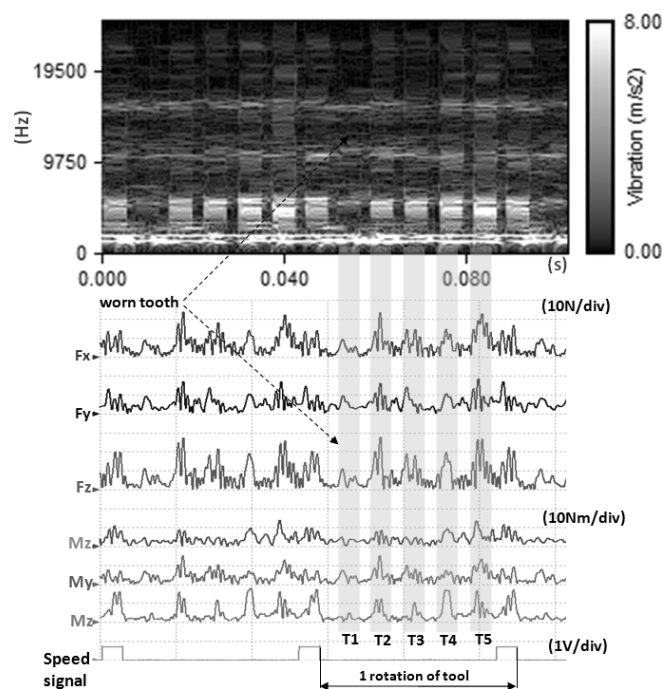 8.00
19500
(Hz)
9750
Vibration (m/s2)
0
0.00
(s)
0.000
0.040
0.080
worn tooth
(10N/div)
Fx
Fy
Fz
(10Nm/div)
Mz
My
Mz
T1 T2 T3 T4 T5
(1V/div)
Speed
signal
1 rotation of tool